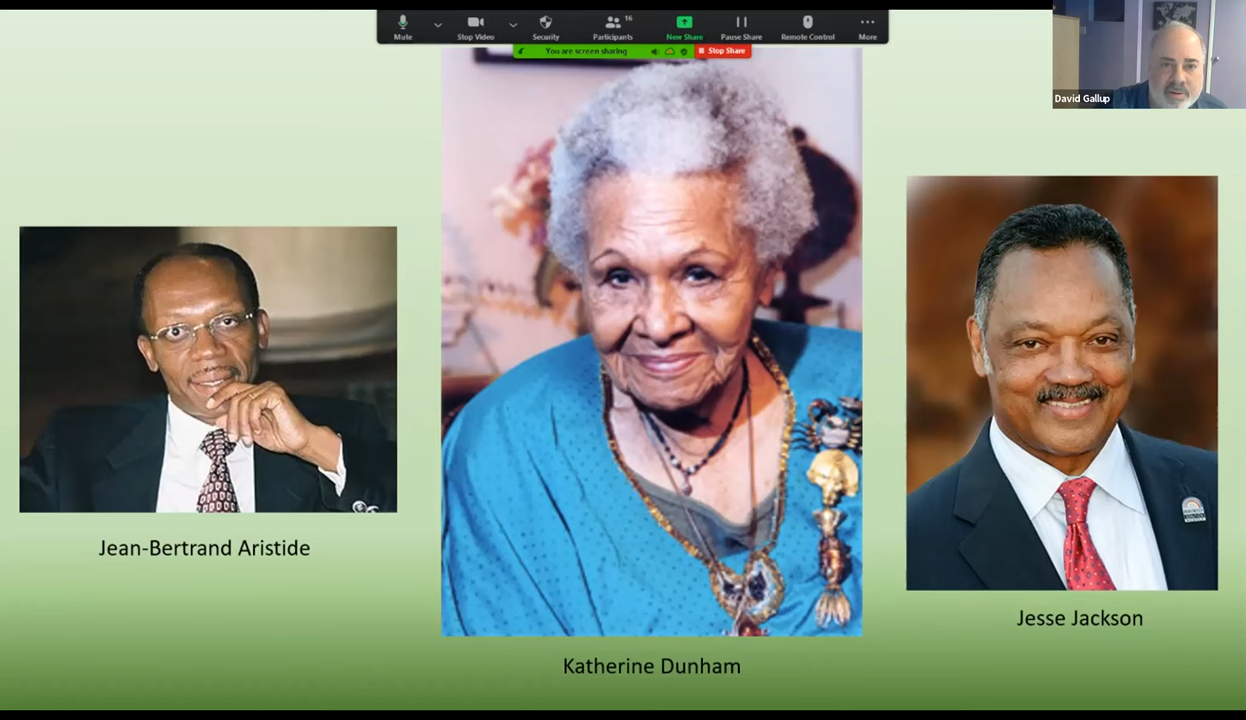 16
Mute
Stop Video
Security
Participants
New Share
Pause Share
Remote Control
More
You are screen sharing
Stop Share
David Gallup
Jean-Bertrand Aristide
Jesse Jackson
Katherine Dunham